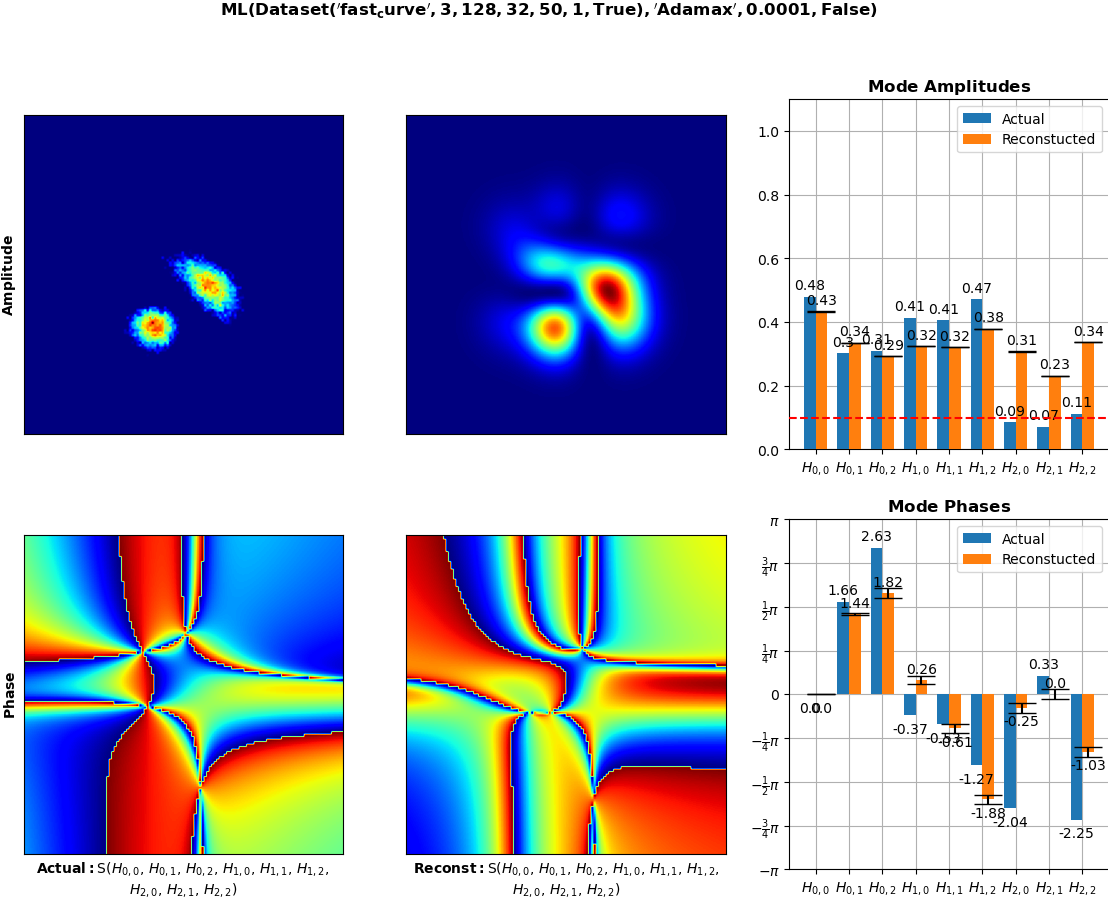 ML(Dataset('fast_curve', 3, 128, 32, 50, 1, True), 'Adamax', 0.0001, False)
Amplitude
Mode Amplitudes
Actual
Reconstucted
1.0
0.8
0.6
0.4
0.2
0.0
0.48
0.43
0.3
0.34
0.31
0.29
0.41
0.32
0.41
0.32
0.47
0.38
0.09
0.31
0.07
0.23
0.11
0.34
H0,0 H0,1 H0,2 H1,0 H1,1 H1,2 H2,0 H2,1 H2,2
Phase
Actual: S(H0,0, H0,1, H0,2, H1,0, H1,1, H1,2,
H2,0, H2,1, H2,2)
Reconst: S(H0,0, H0,1, H0,2, H1,0, H1,1, H1,2,
H2,0, H2,1, H2,2)
Mode Phases
Actual
Reconstucted
π
3/4π
1/2π
1/4π
0
−1/4π
−1/2π
−3/4π
−π
0.0
0.0
1.66
1.44
2.63
1.82
-0.37
0.26
-0.61
-1.27
-1.88
-2.04
-0.25
0.33
0.0
-2.25
-1.03
H0,0 H0,1 H0,2 H1,0 H1,1 H1,2 H2,0 H2,1 H2,2